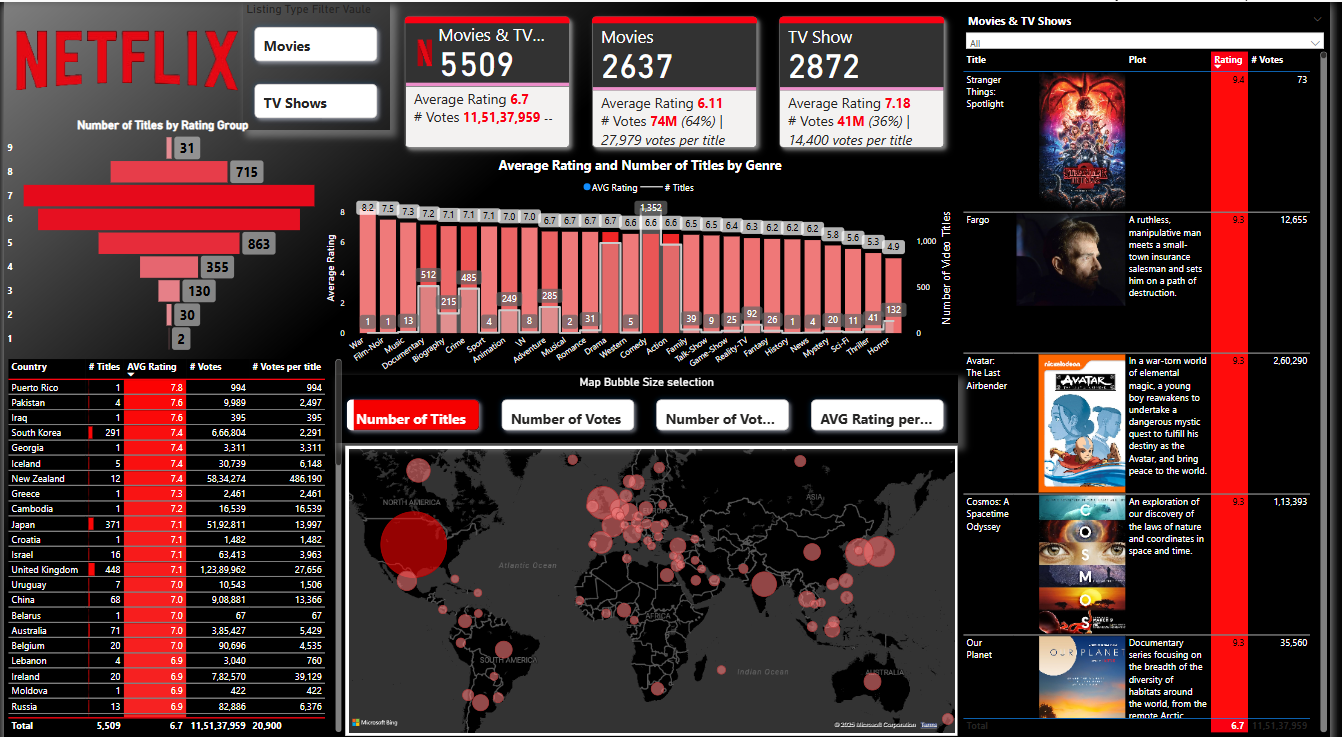 Listing Type Filter Vaule
NETFLIX
Movies
TV Shows
Movies & TV...
5509
Average Rating 6.7
# Votes 11,51,37,959 --
Movies
2637
Average Rating 6.11
# Votes 74M (64%) |
27,979 votes per title
TV Show
2872
Average Rating 7.18
# Votes 41M (36%) |
14,400 votes per title
Number of Titles by Rating Group
9 31
8 715
7
6
5 863
4 355
3 130
2 30
1 2
Average Rating and Number of Titles by Genre
AVG Rating # Titles
Average Rating
8
6
4
2
0
8.2 7.5 7.3 7.2 7.1 7.1 7.1 7.0 7.0 6.7 6.7 6.7 6.7 6.6 6.6 6.6 6.5 6.5 6.4 6.3 6.2 6.2 6.2 5.8 5.6 5.3 4.9
1 1 13 512 215 485 4 249 8 285 2 31 5 1,352 39 9 25 92 26 1 4 20 11 41 132
War Film-Noir Music Documentary Biography Crime Sport Animation \N Adventure Musical Romance Drama Western Comedy Action Family Talk-Show Game-Show Reality-TV Fantasy History News Mystery Sci-Fi Thriller Horror
1,000
500
0
Number of Video Titles
Country # Titles AVG Rating # Votes # Votes per title
Puerto Rico 1 7.8 994 994
Pakistan 4 7.6 9,989 2,497
Iraq 1 7.6 395 395
South Korea 291 7.4 6,66,804 2,291
Georgia 1 7.4 3,311 3,311
Iceland 5 7.4 30,739 6,148
New Zealand 12 7.4 58,34,274 486,190
Greece 1 7.3 2,461 2,461
Cambodia 1 7.2 16,539 16,539
Japan 371 7.1 51,92,811 13,997
Croatia 1 7.1 1,482 1,482
Israel 16 7.1 63,413 3,963
United Kingdom 448 7.1 1,23,89,962 27,656
Uruguay 7 7.0 10,543 1,506
China 68 7.0 9,08,881 13,366
Belarus 1 7.0 67 67
Australia 71 7.0 3,85,427 5,429
Belgium 20 7.0 90,696 4,535
Lebanon 4 6.9 3,040 760
Ireland 20 6.9 7,82,570 39,129
Moldova 1 6.9 422 422
Russia 13 6.9 82,886 6,376
Total 5,509 6.7 11,51,37,959 20,900
Map Bubble Size selection
Number of Titles
Number of Votes
Number of Vot...
AVG Rating per...
NORTH AMERICA
EUROPE
ASIA
Atlantic Ocean
AFRICA
SOUTH AMERICA
Indian Ocean
AUSTRALIA
Microsoft Bing
© 2025 Microsoft Corporation Terms
Movies & TV Shows
All
Title Plot Rating # Votes
Stranger
Things:
Spotlight
STRANGER
THINGS
2
9.4 73
Fargo
A ruthless,
manipulative man
meets a small-
town insurance
salesman and sets
him on a path of
destruction.
9.3 12,655
Avatar:
The Last
Airbender
nickelodeon
AVATAR
In a war-torn world
of elemental
magic, a young
boy reawakens to
undertake a
dangerous mystic
quest to fulfill his
destiny as the
Avatar, and bring
peace to the world.
9.3 2,60,290
Cosmos: A
Spacetime
Odyssey
COSMOS
An exploration of
our discovery of
the laws of nature
and coordinates in
space and time.
9.3 1,13,393
Our
Planet
OUR PLANET
Documentary
series focusing on
the breadth of the
diversity of
habitats around
the world, from the
remote Arctic
9.3 35,560
Total 6.7 11,51,37,959